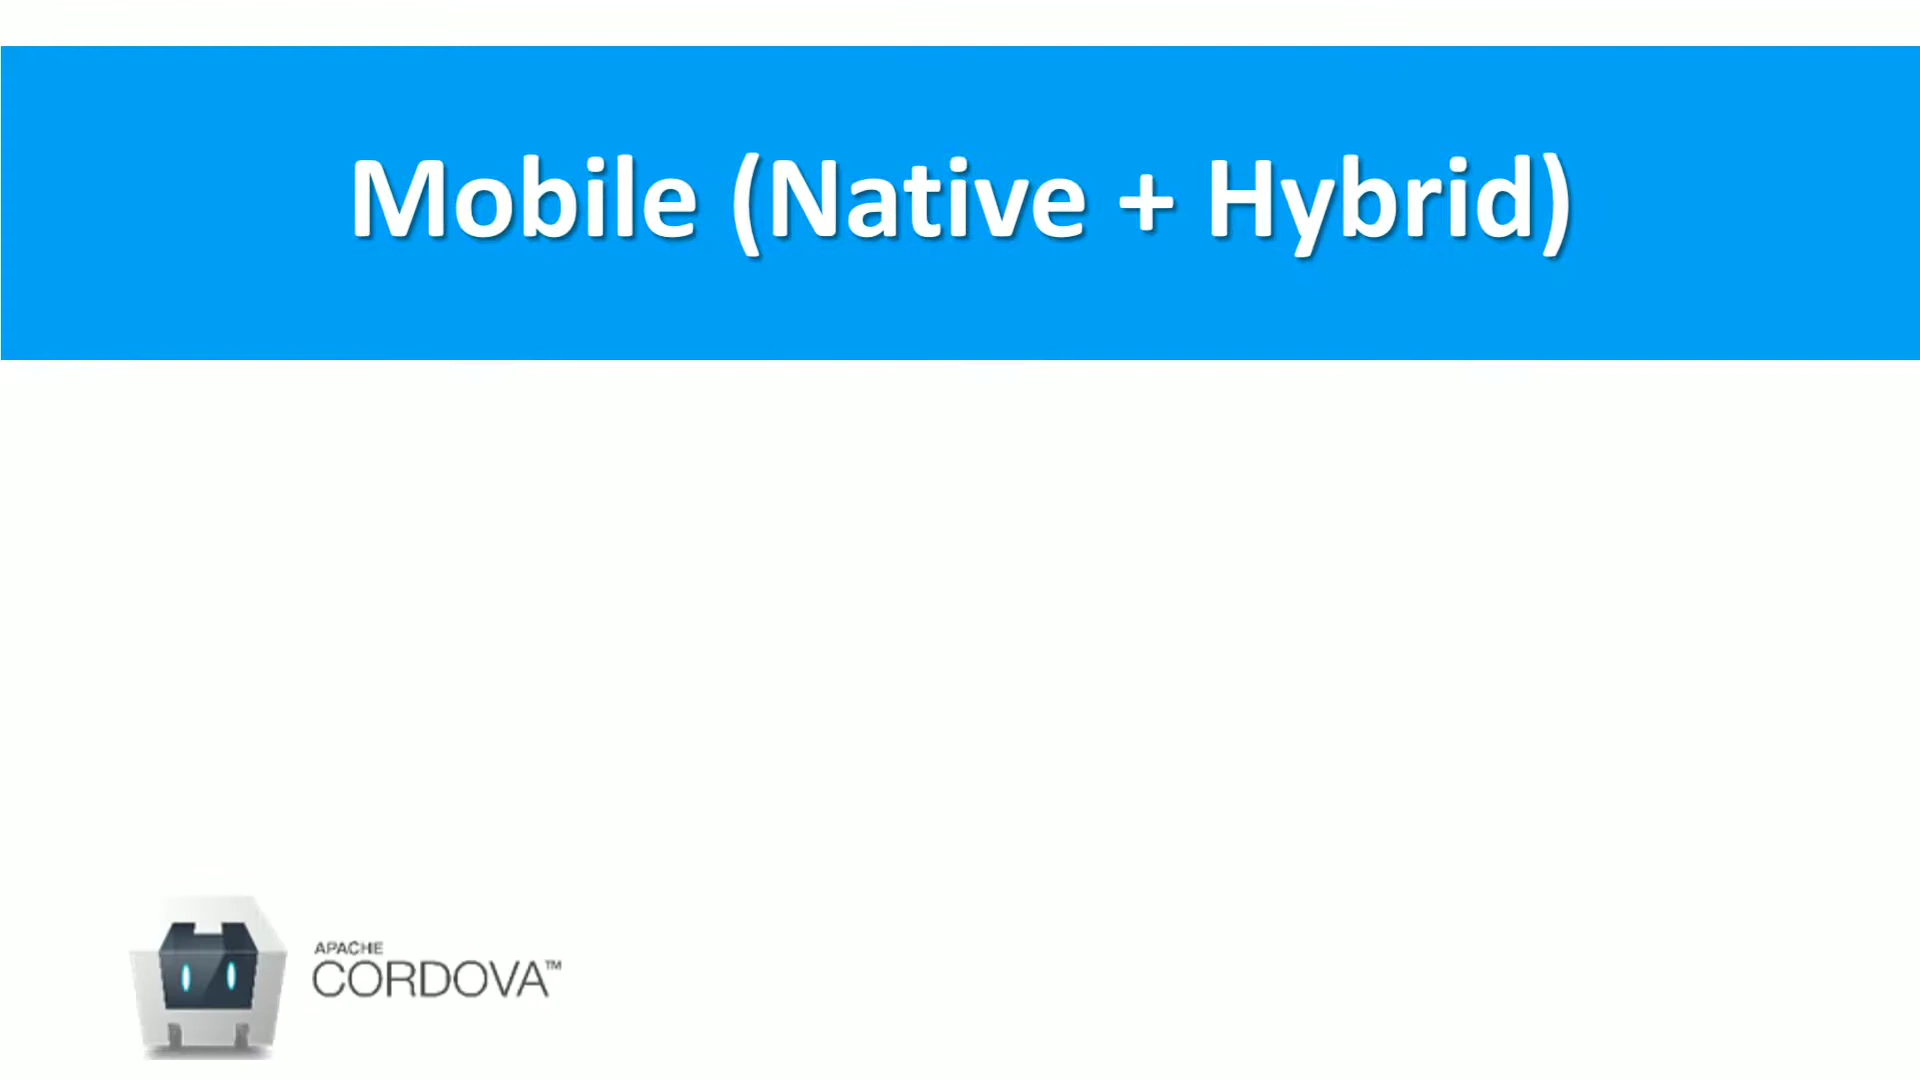 Mobile (Native + Hybrid)
APACHE
CORDOVA™